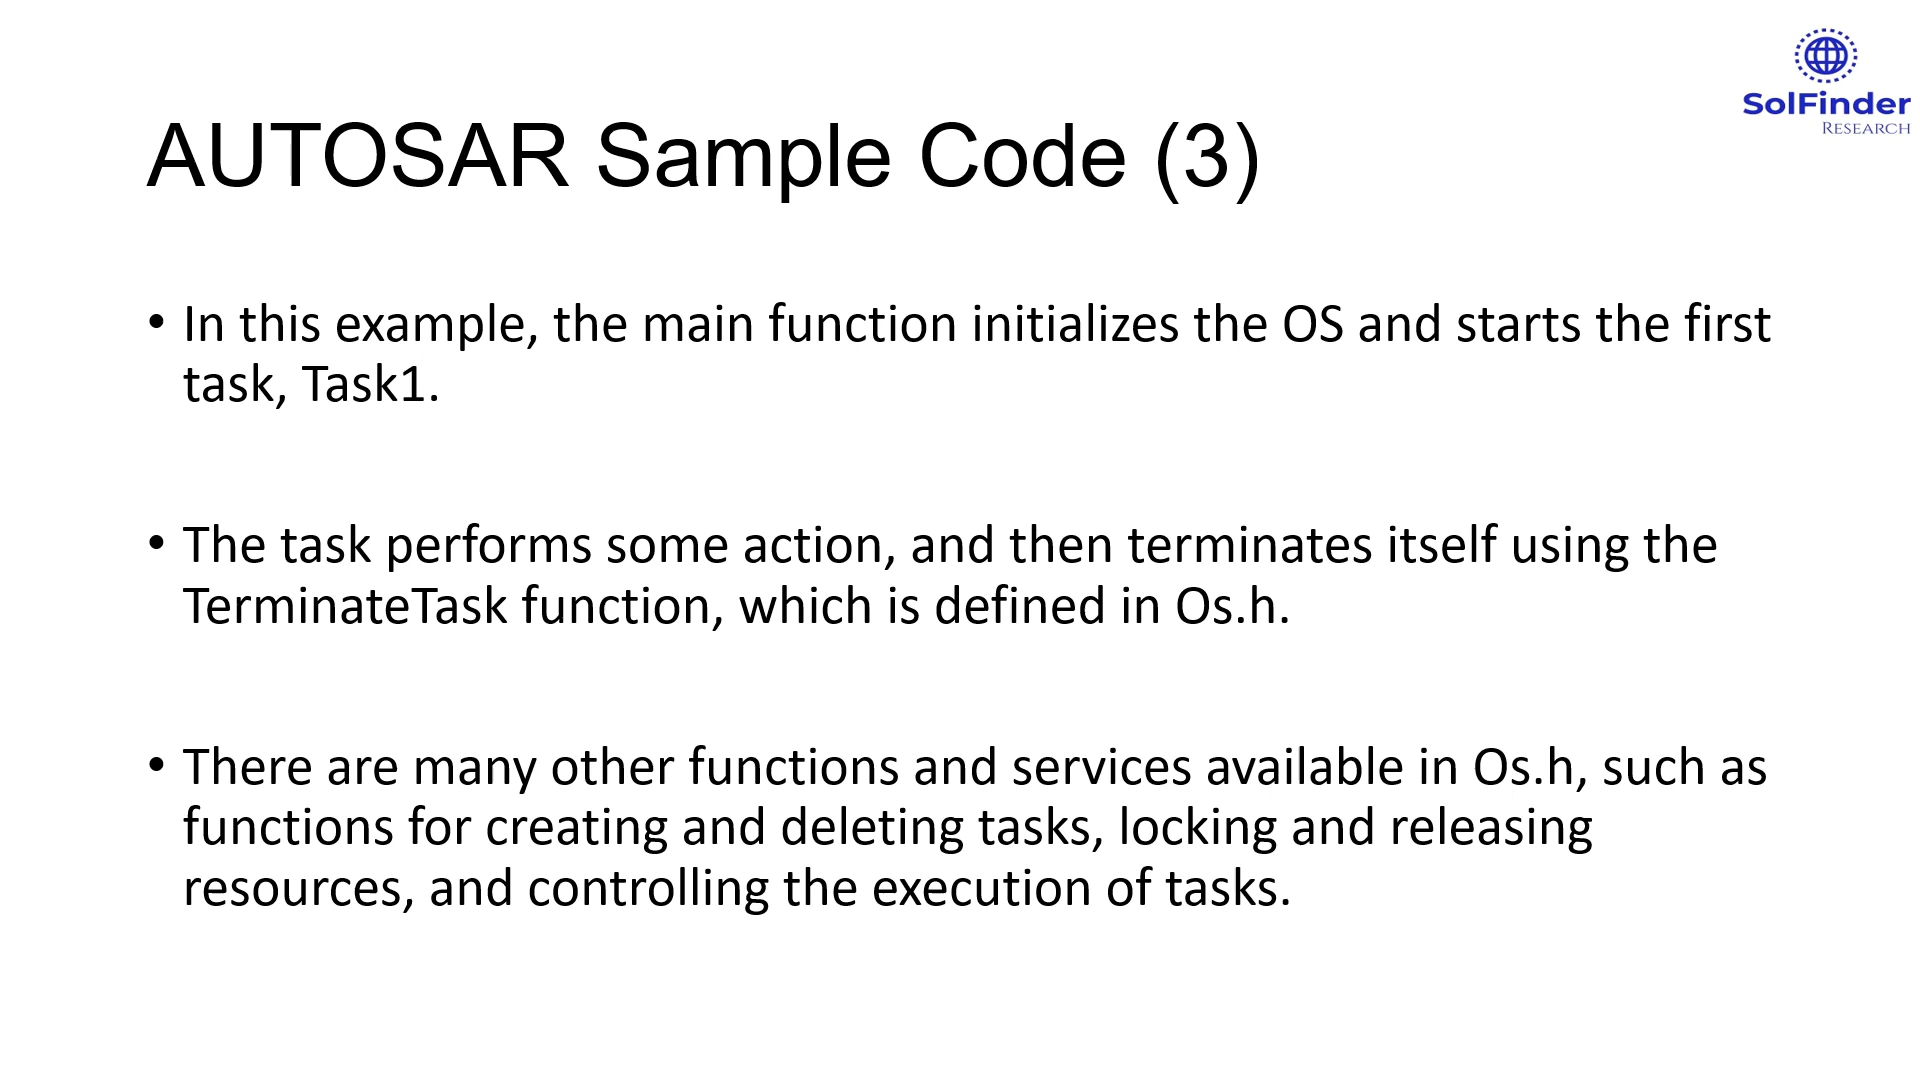 SolFinder
RESEARCH
AUTOSAR Sample Code (3)
• In this example, the main function initializes the OS and starts the first
task, Task1.
• The task performs some action, and then terminates itself using the
TerminateTask function, which is defined in Os.h.
• There are many other functions and services available in Os.h, such as
functions for creating and deleting tasks, locking and releasing
resources, and controlling the execution of tasks.